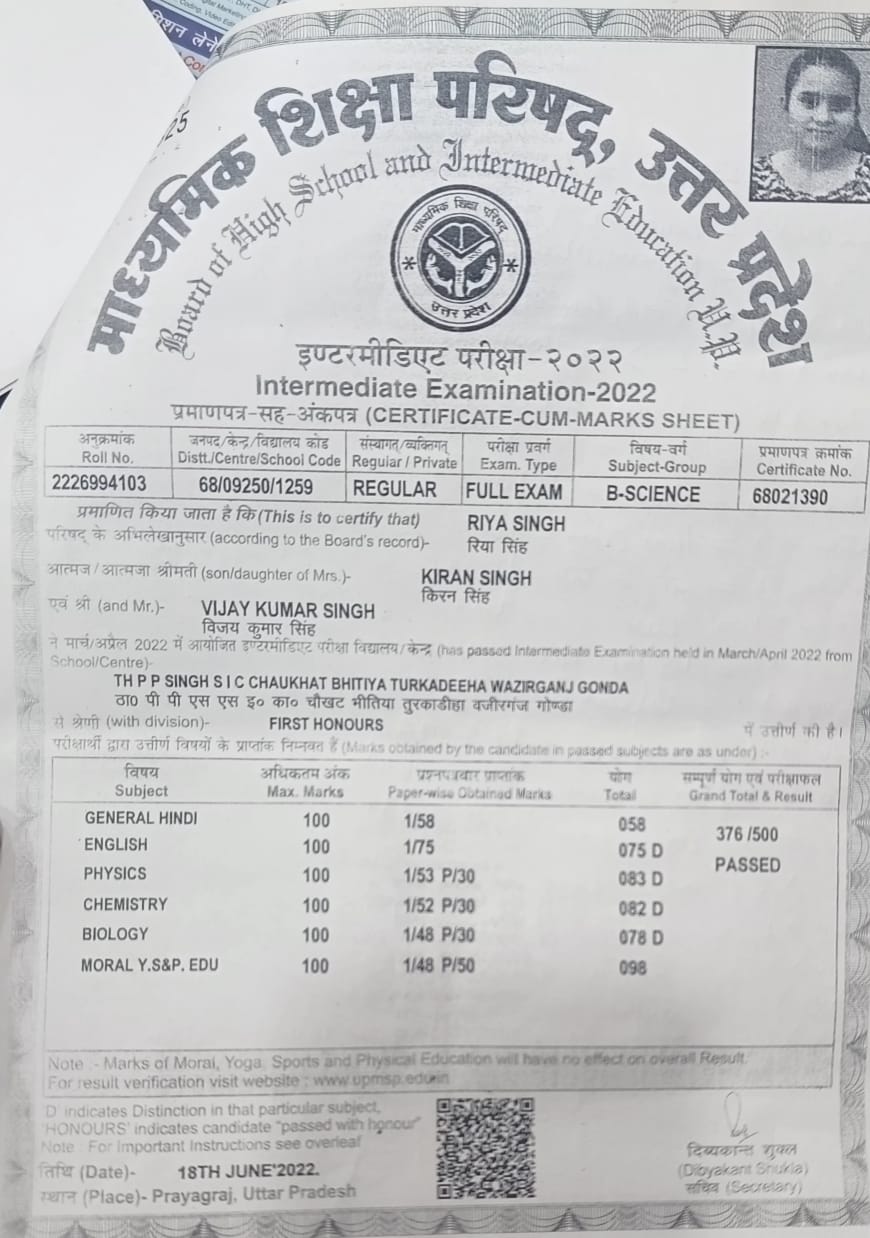 Digital Marketing
Coding, Video Edit
मिशन लेने
25
माध्यमिक शिक्षा परिषद्, उत्तर प्रदेश
Board of High School and Intermediate Education U.P.
माध्यमिक शिक्षा परिषद्
उत्तर प्रदेश
इण्टरमीडिएट परीक्षा-२०२२
Intermediate Examination-2022
प्रमाणपत्र-सह-अंकपत्र (CERTIFICATE-CUM-MARKS SHEET)
अनुक्रमांक जनपद/केन्द्र/विद्यालय कोड संस्थागत/व्यक्तिगत परीक्षा प्रवर्ग विषय-वर्ग प्रमाणपत्र क्रमांक
Roll No. Distt./Centre/School Code Regular / Private Exam. Type Subject-Group Certificate No.
2226994103 68/09250/1259 REGULAR FULL EXAM B-SCIENCE 68021390
प्रमाणित किया जाता है कि (This is to certify that) RIYA SINGH
परिषद् के अभिलेखानुसार (according to the Board's record)- रिया सिंह
आत्मज/आत्मजा श्रीमती (son/daughter of Mrs.)- KIRAN SINGH
किरन सिंह
एवं श्री (and Mr.)- VIJAY KUMAR SINGH
विजय कुमार सिंह
ने मार्च/अप्रैल 2022 में आयोजित इण्टरमीडिएट परीक्षा विद्यालय/केन्द्र (has passed Intermediate Examination held in March/April 2022 from
School/Centre)-
TH P P SINGH S I C CHAUKHAT BHITIYA TURKADEEHA WAZIRGANJ GONDA
ठा0 पी पी एस एस इ० का० चौखट भीतिया तुरकाडीहा वजीरगंज गोण्डा
से श्रेणी (with division)- FIRST HONOURS में उत्तीर्ण की है।
परीक्षार्थी द्वारा उत्तीर्ण विषयों के प्राप्तांक निम्नवत हैं (Marks obtained by the candidate in passed subjects are as under) :-
विषय अधिकतम अंक प्रश्नपत्रवार प्राप्तांक योग सम्पूर्ण योग एवं परीक्षाफल
Subject Max. Marks Paper-wise Obtained Marks Total Grand Total & Result
GENERAL HINDI 100 1/58 058 376 /500
ENGLISH 100 1/75 075 D PASSED
PHYSICS 100 1/53 P/30 083 D
CHEMISTRY 100 1/52 P/30 082 D
BIOLOGY 100 1/48 P/30 078 D
MORAL Y.S&P. EDU 100 1/48 P/50 098
Note :- Marks of Moral, Yoga, Sports and Physical Education will have no effect on overall Result.
For result verification visit website : www.upmsp.edu.in
'D' indicates Distinction in that particular subject,
'HONOURS' indicates candidate "passed with honour"
Note : For Important Instructions see overleaf
तिथि (Date)- 18TH JUNE'2022.
स्थान (Place)- Prayagraj, Uttar Pradesh
दिब्यकान्त शुक्ल
(Dibyakant Shukla)
सचिव (Secretary)